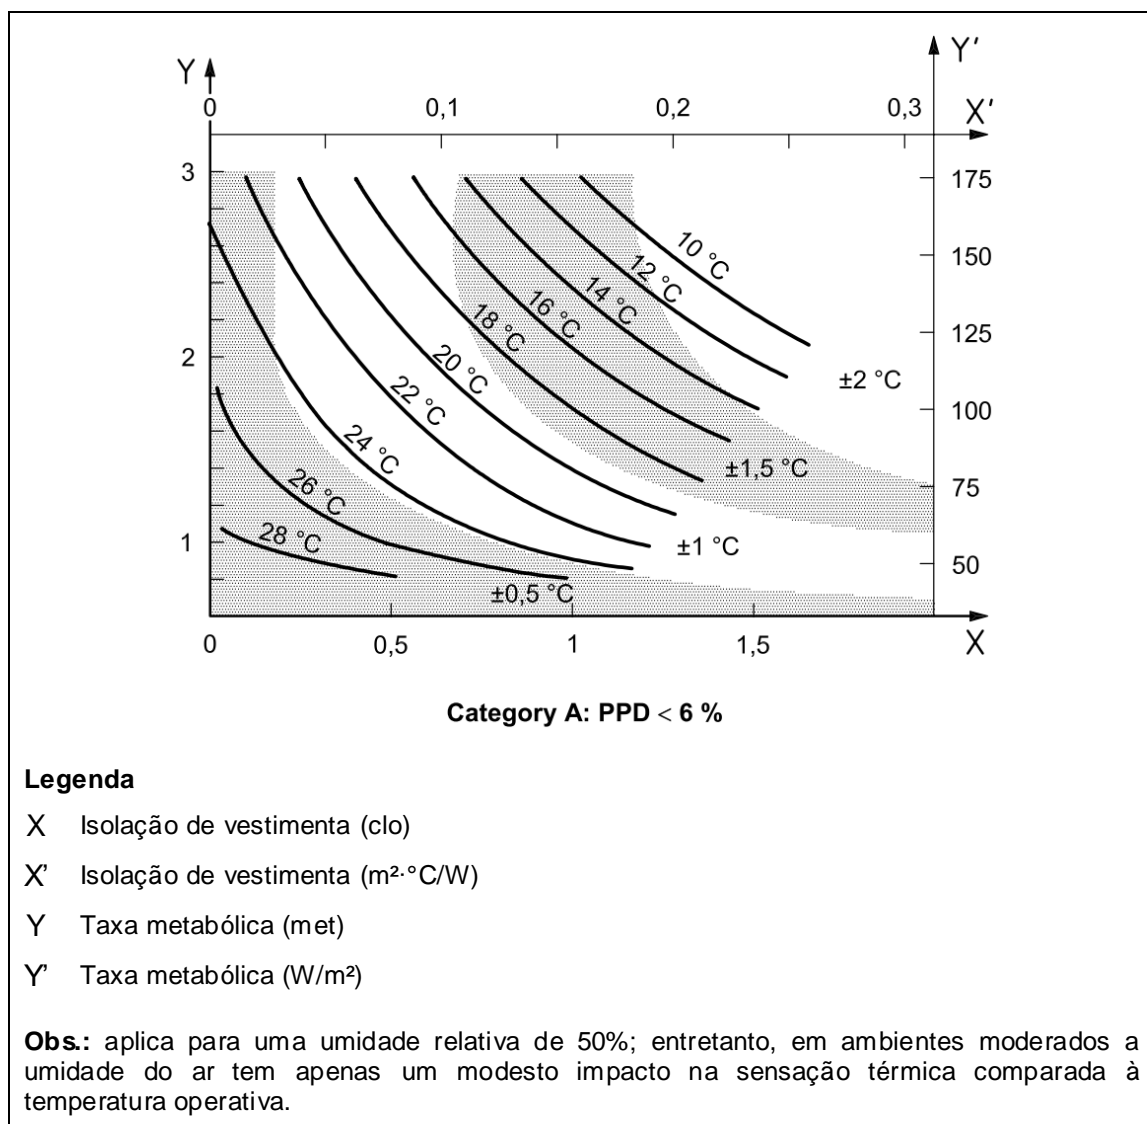 Y
Y′
0 0,1 0,2 0,3 X′
3
2
1
175
150
125
100
75
50
10 °C
12 °C
14 °C
16 °C
18 °C
20 °C
22 °C
24 °C
26 °C
28 °C
±2 °C
±1,5 °C
±1 °C
±0,5 °C
0 0,5 1 1,5 X
Category A: PPD < 6 %
Legenda
X Isolação de vestimenta (clo)
X’ Isolação de vestimenta (m²·°C/W)
Y Taxa metabólica (met)
Y’ Taxa metabólica (W/m²)
Obs.: aplica para uma umidade relativa de 50%; entretanto, em ambientes moderados a
umidade do ar tem apenas um modesto impacto na sensação térmica comparada à
temperatura operativa.